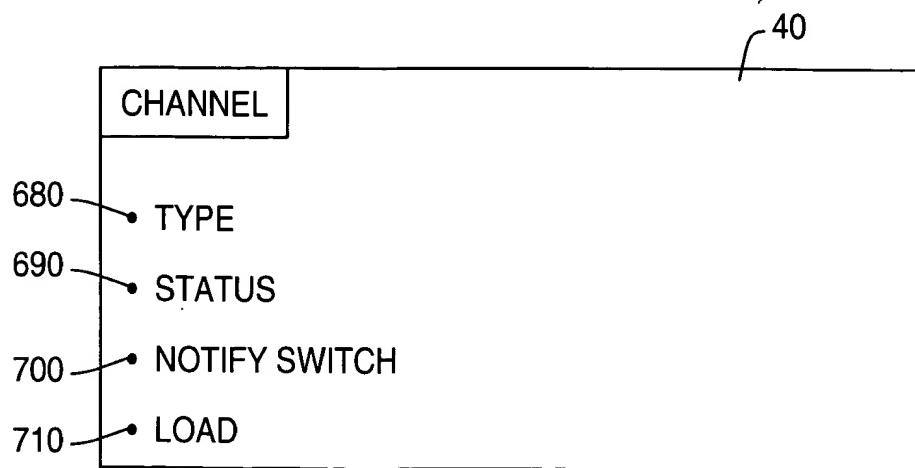 40
CHANNEL
680 • TYPE
690 • STATUS
700 • NOTIFY SWITCH
710 • LOAD